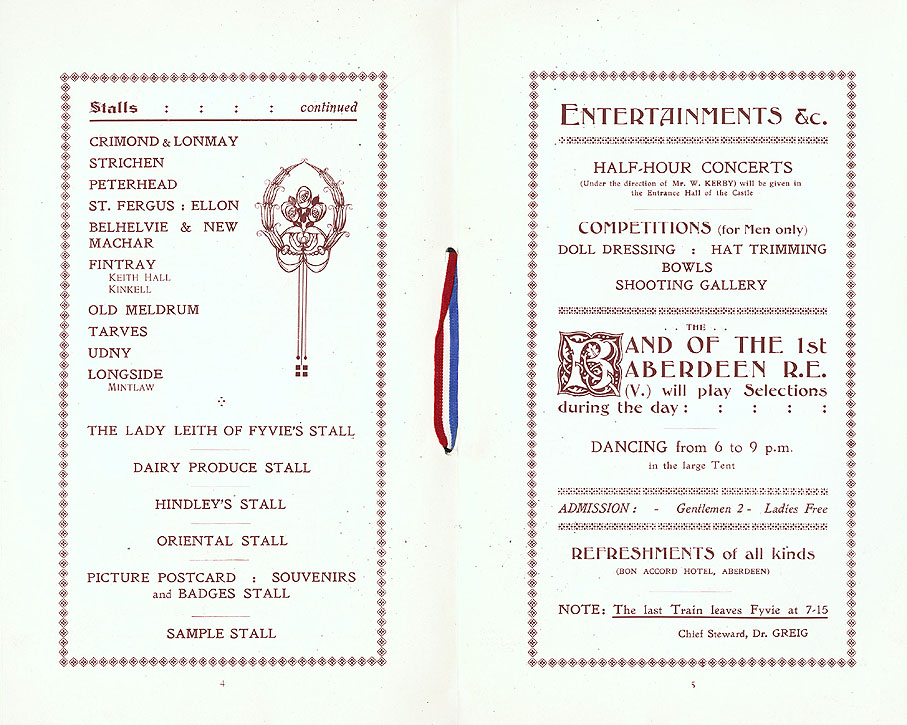 Stalls : : : : continued
CRIMOND & LONMAY
STRICHEN
PETERHEAD
ST. FERGUS : ELLON
BELHELVIE & NEW
MACHAR
FINTRAY
KEITH HALL
KINKELL
OLD MELDRUM
TARVES
UDNY
LONGSIDE
MINTLAW
THE LADY LEITH OF FYVIE'S STALL
DAIRY PRODUCE STALL
HINDLEY'S STALL
ORIENTAL STALL
PICTURE POSTCARD : SOUVENIRS
and BADGES STALL
SAMPLE STALL
4
ENTERTAINMENTS &c.
HALF-HOUR CONCERTS
(Under the direction of Mr. W. KERBY) will be given in
the Entrance Hall of the Castle
COMPETITIONS (for Men only)
DOLL DRESSING : HAT TRIMMING
BOWLS
SHOOTING GALLERY
. . THE . .
BAND OF THE 1st
ABERDEEN R.E.
(V.) will play Selections
during the day : : : : :
DANCING from 6 to 9 p.m.
in the large Tent
ADMISSION : - Gentlemen 2 - Ladies Free
REFRESHMENTS of all kinds
(BON ACCORD HOTEL, ABERDEEN)
NOTE: The last Train leaves Fyvie at 7-15
Chief Steward, Dr. GREIG
5